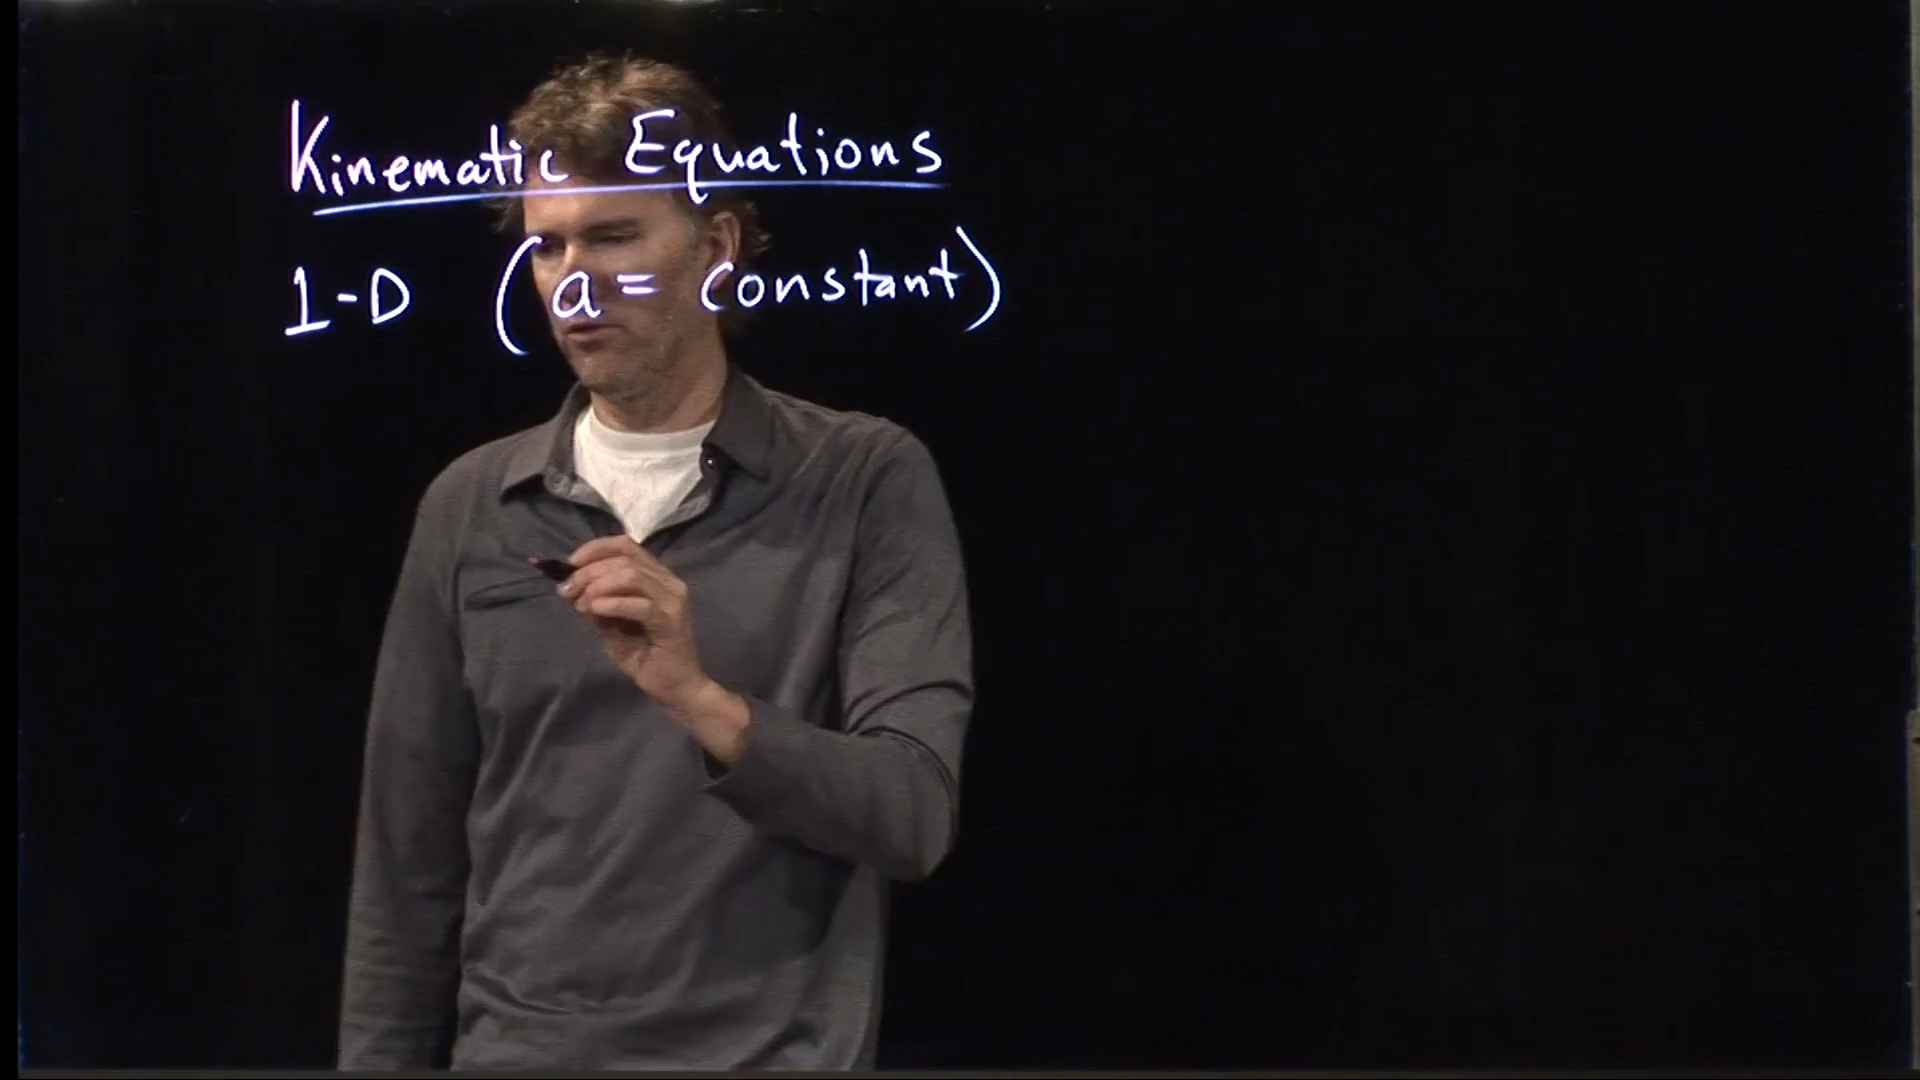 Kinematic Equations
1-D (a = constant)